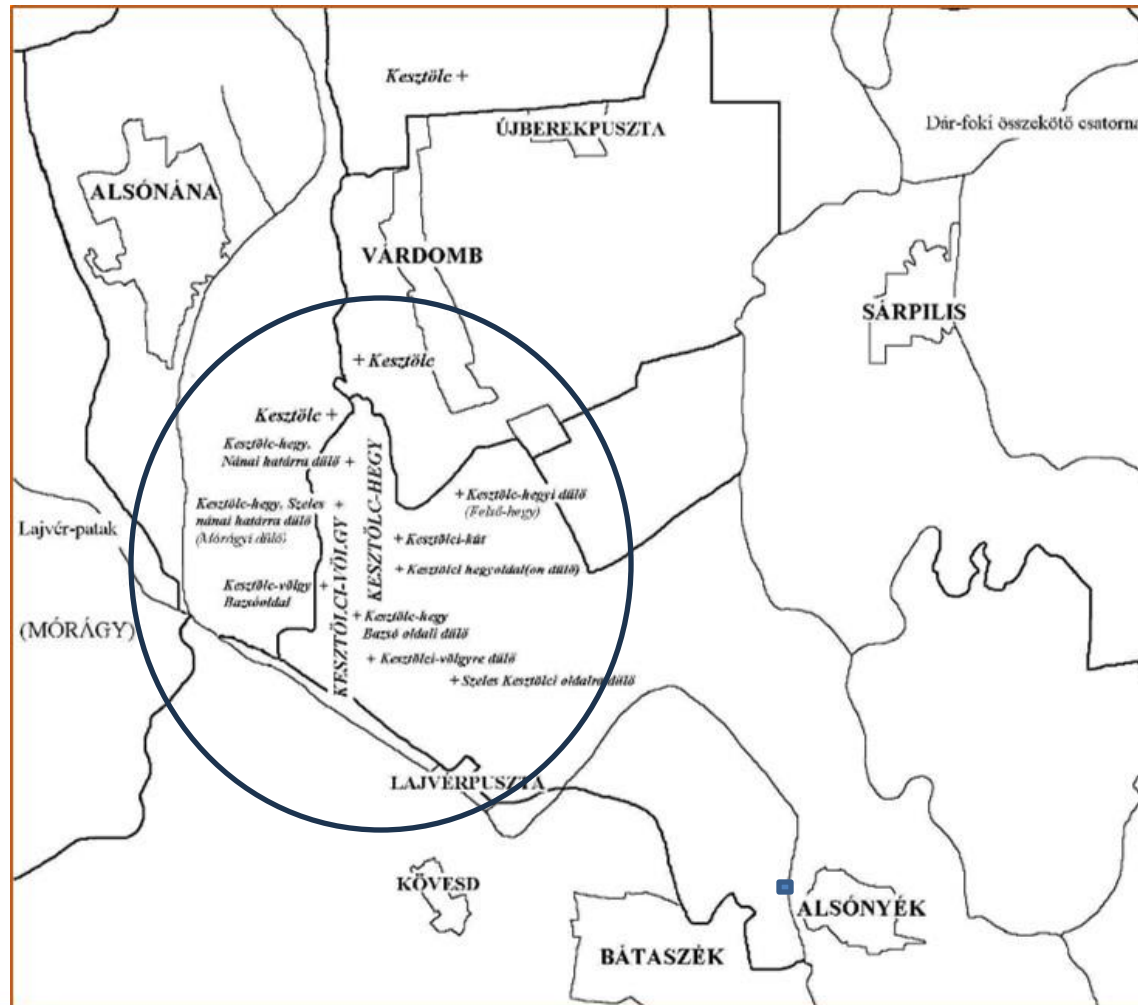 Kesztölc +
ÚJBEREKPUSZTA
Dár-foki összekötő csatorna
ALSÓNÁNA
VÁRDOMB
SÁRPILIS
+ Kesztölc
Kesztölc +
Kesztölc-hegy,
Nánai határra dűlő +
KESZTÖLC-HEGY
+ Kesztölc-hegyi dűlő
(Felső-hegy)
Kesztölc-hegy, Szeles +
nánai határra dűlő
(Mórágyi dűlő)
Lajvér-patak
KESZTÖLCI-VÖLGY
+ Kesztölci-kút
+ Kesztölci hegyoldal(on dűlő)
Kesztölc-völgy +
Bazsóoldal
+ Kesztölc-hegy
Bazsó oldali dűlő
(MÓRÁGY)
+ Kesztölci-völgyre dűlő
+ Szeles Kesztölci oldalra dűlő
LAJVÉRPUSZTA
KÖVESD
ALSÓNYÉK
BÁTASZÉK